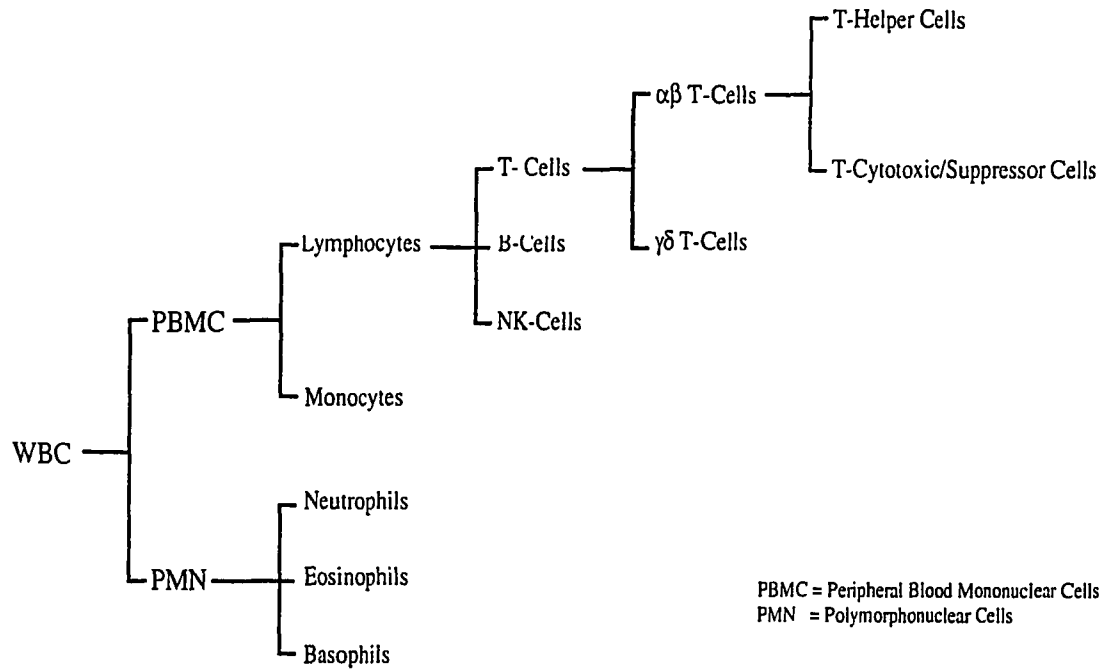 T-Helper Cells
αβ T-Cells
T- Cells
T-Cytotoxic/Suppressor Cells
Lymphocytes
B-Cells
γδ T-Cells
PBMC
NK-Cells
Monocytes
WBC
Neutrophils
PMN
Eosinophils
Basophils
PBMC = Peripheral Blood Mononuclear Cells
PMN = Polymorphonuclear Cells